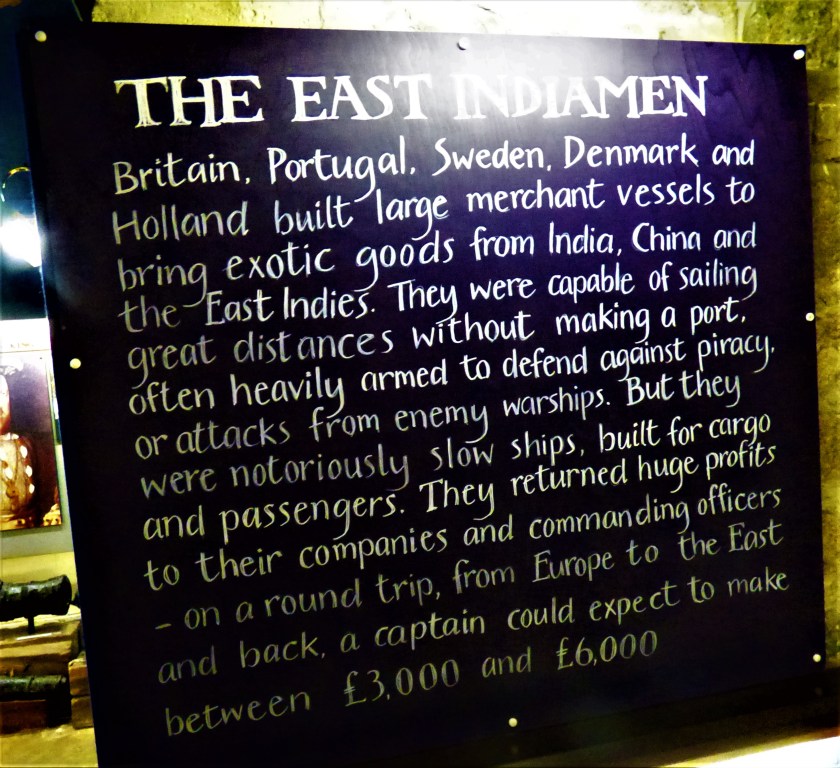 THE EAST INDIAMEN
Britain, Portugal, Sweden, Denmark and
Holland built large merchant vessels to
bring exotic goods from India, China and
the East Indies. They were capable of sailing
great distances without making a port,
often heavily armed to defend against piracy,
or attacks from enemy warships. But they
were notoriously slow ships, built for cargo
and passengers. They returned huge profits
to their companies and commanding officers
– on a round trip, from Europe to the East
and back, a captain could expect to make
between £3,000 and £6,000